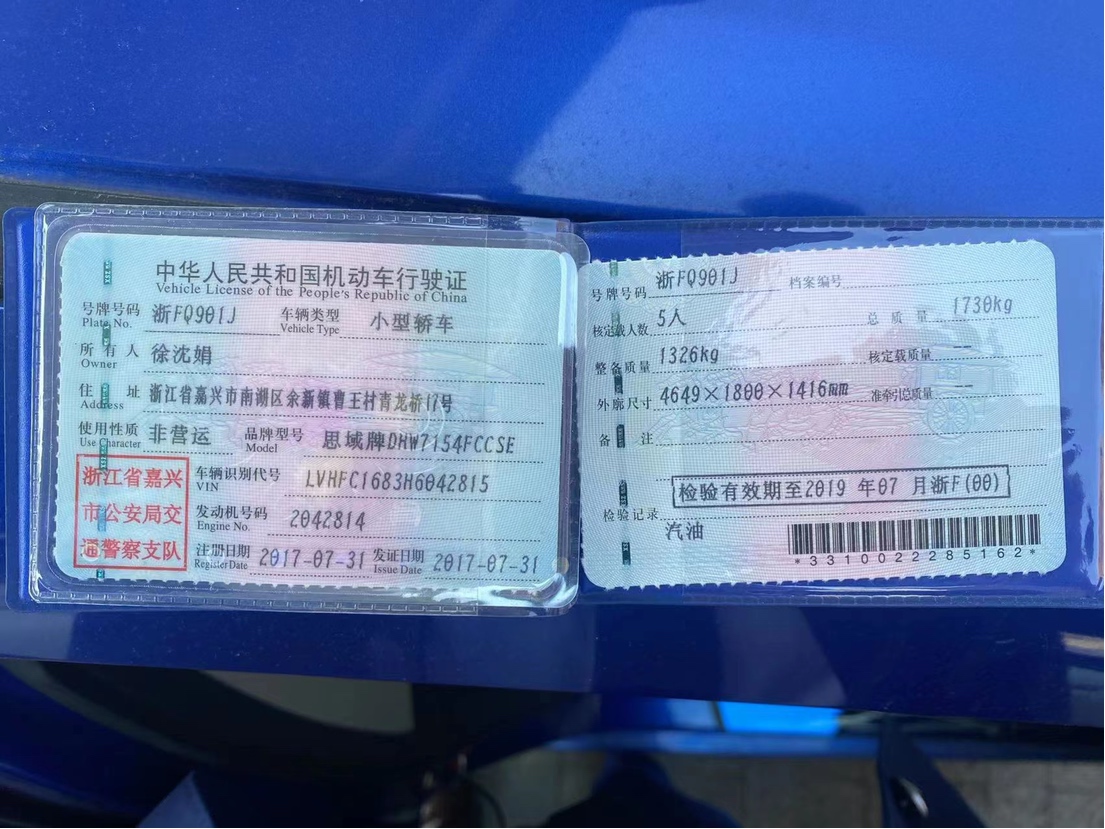 中华人民共和国机动车行驶证
Vehicle License of the People's Republic of China
号牌号码 浙FQ901J 车辆类型 小型轿车
Plate No. Vehicle Type
所有人 徐沈娟
Owner
住址 浙江省嘉兴市南湖区余新镇曹王村青龙桥17号
Address
使用性质 非营运 品牌型号 思域牌DHW7154FCCSE
Use Character Model
浙江省嘉兴
市公安局交
通警察支队
车辆识别代号 LVHFC1683H6042815
VIN
发动机号码 2042814
Engine No.
注册日期 2017-07-31 发证日期 2017-07-31
Register Date Issue Date
号牌号码 浙FQ901J 档案编号
核定载人数 5人 总质量 1730kg
整备质量 1326kg 核定载质量 --
外廓尺寸 4649×1800×1416mm 准牵引总质量 --
备注
检验有效期至2019 年07 月浙F(00)
检验记录
汽油
*3310022285162*